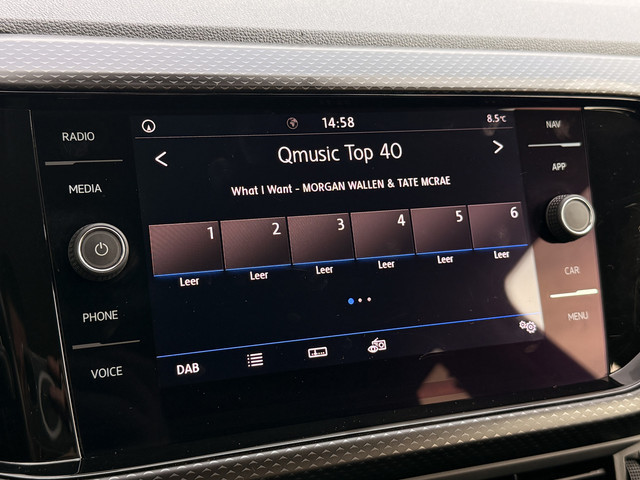 RADIO
MEDIA
PHONE
VOICE
14:58
8.5°C
Qmusic Top 40
What I Want - MORGAN WALLEN & TATE MCRAE
1 2 3 4 5 6
Leer Leer Leer Leer Leer Leer
DAB
NAV
APP
CAR
MENU